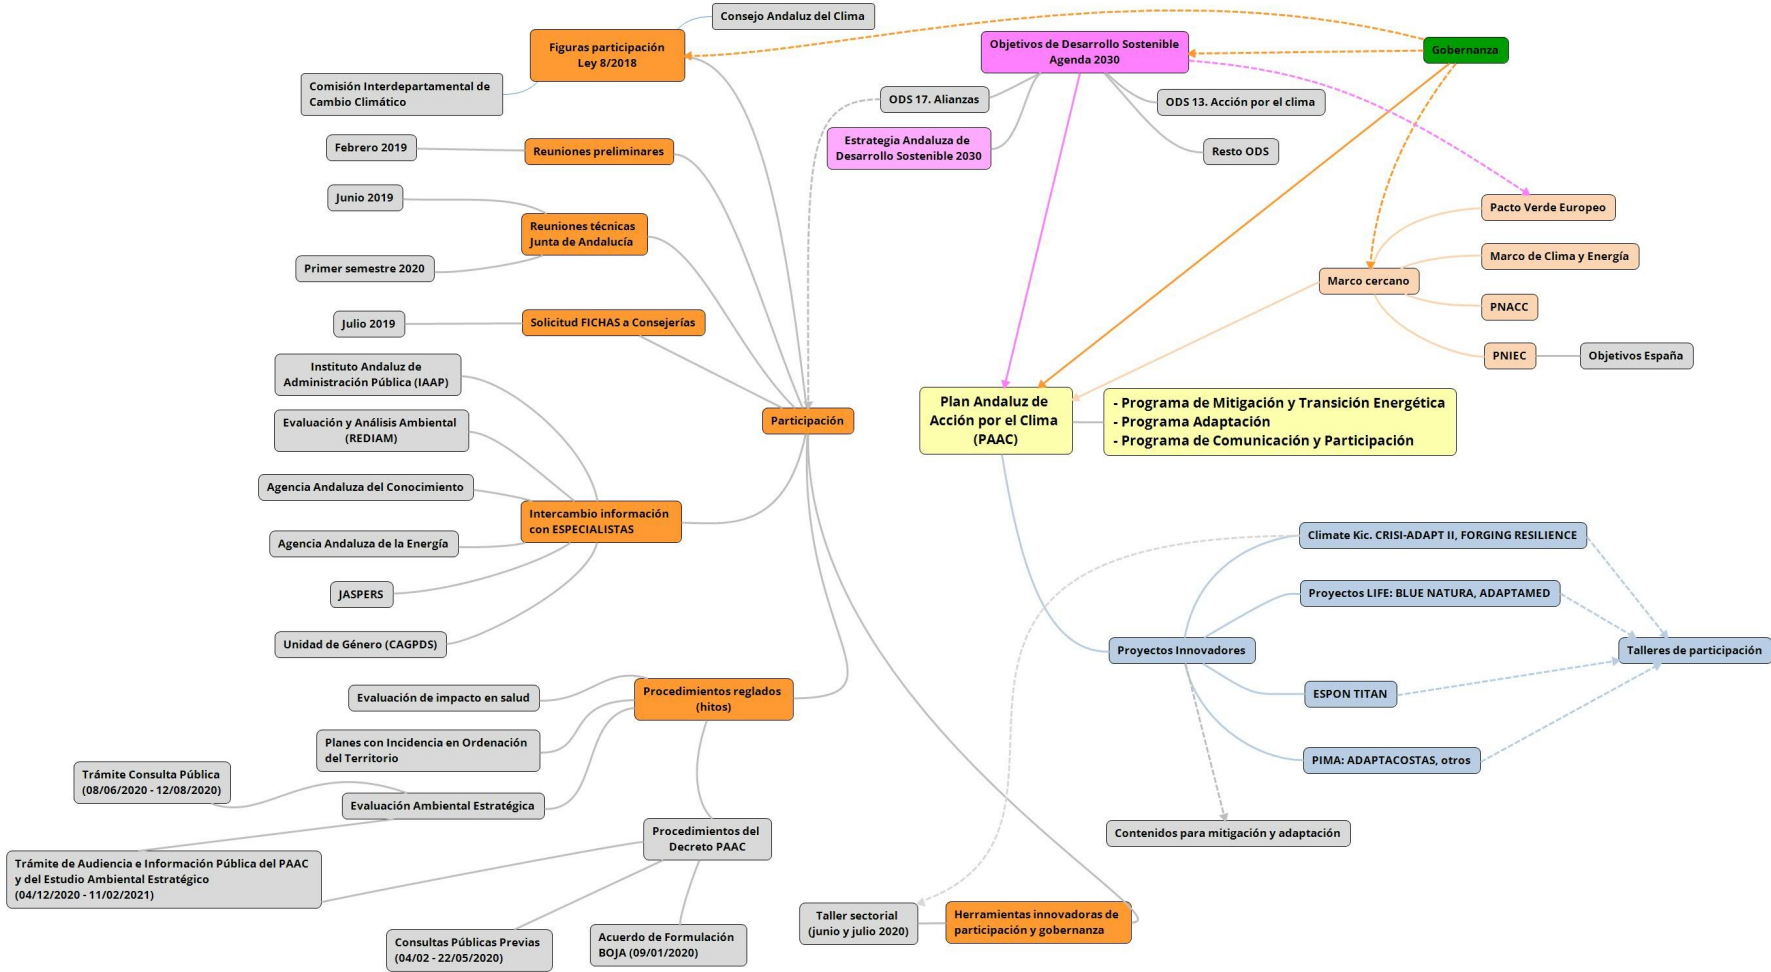 Consejo Andaluz del Clima
Figuras participación
Ley 8/2018
Comisión Interdepartamental de
Cambio Climático
Objetivos de Desarrollo Sostenible
Agenda 2030
Gobernanza
ODS 17. Alianzas
ODS 13. Acción por el clima
Estrategia Andaluza de
Desarrollo Sostenible 2030
Resto ODS
Febrero 2019
Reuniones preliminares
Junio 2019
Reuniones técnicas
Junta de Andalucía
Primer semestre 2020
Pacto Verde Europeo
Marco de Clima y Energía
Marco cercano
PNACC
PNIEC
Objetivos España
Julio 2019
Solicitud FICHAS a Consejerías
Instituto Andaluz de
Administración Pública (IAAP)
Evaluación y Análisis Ambiental
(REDIAM)
Participación
Plan Andaluz de
Acción por el Clima
(PAAC)
- Programa de Mitigación y Transición Energética
- Programa Adaptación
- Programa de Comunicación y Participación
Agencia Andaluza del Conocimiento
Intercambio información
con ESPECIALISTAS
Agencia Andaluza de la Energía
JASPERS
Unidad de Género (CAGPDS)
Climate Kic. CRISI-ADAPT II, FORGING RESILIENCE
Proyectos LIFE: BLUE NATURA, ADAPTAMED
Proyectos Innovadores
Talleres de participación
ESPON TITAN
PIMA: ADAPTACOSTAS, otros
Contenidos para mitigación y adaptación
Evaluación de impacto en salud
Procedimientos reglados
(hitos)
Planes con Incidencia en Ordenación
del Territorio
Trámite Consulta Pública
(08/06/2020 - 12/08/2020)
Evaluación Ambiental Estratégica
Procedimientos del
Decreto PAAC
Trámite de Audiencia e Información Pública del PAAC
y del Estudio Ambiental Estratégico
(04/12/2020 - 11/02/2021)
Consultas Públicas Previas
(04/02 - 22/05/2020)
Acuerdo de Formulación
BOJA (09/01/2020)
Taller sectorial
(junio y julio 2020)
Herramientas innovadoras de
participación y gobernanza